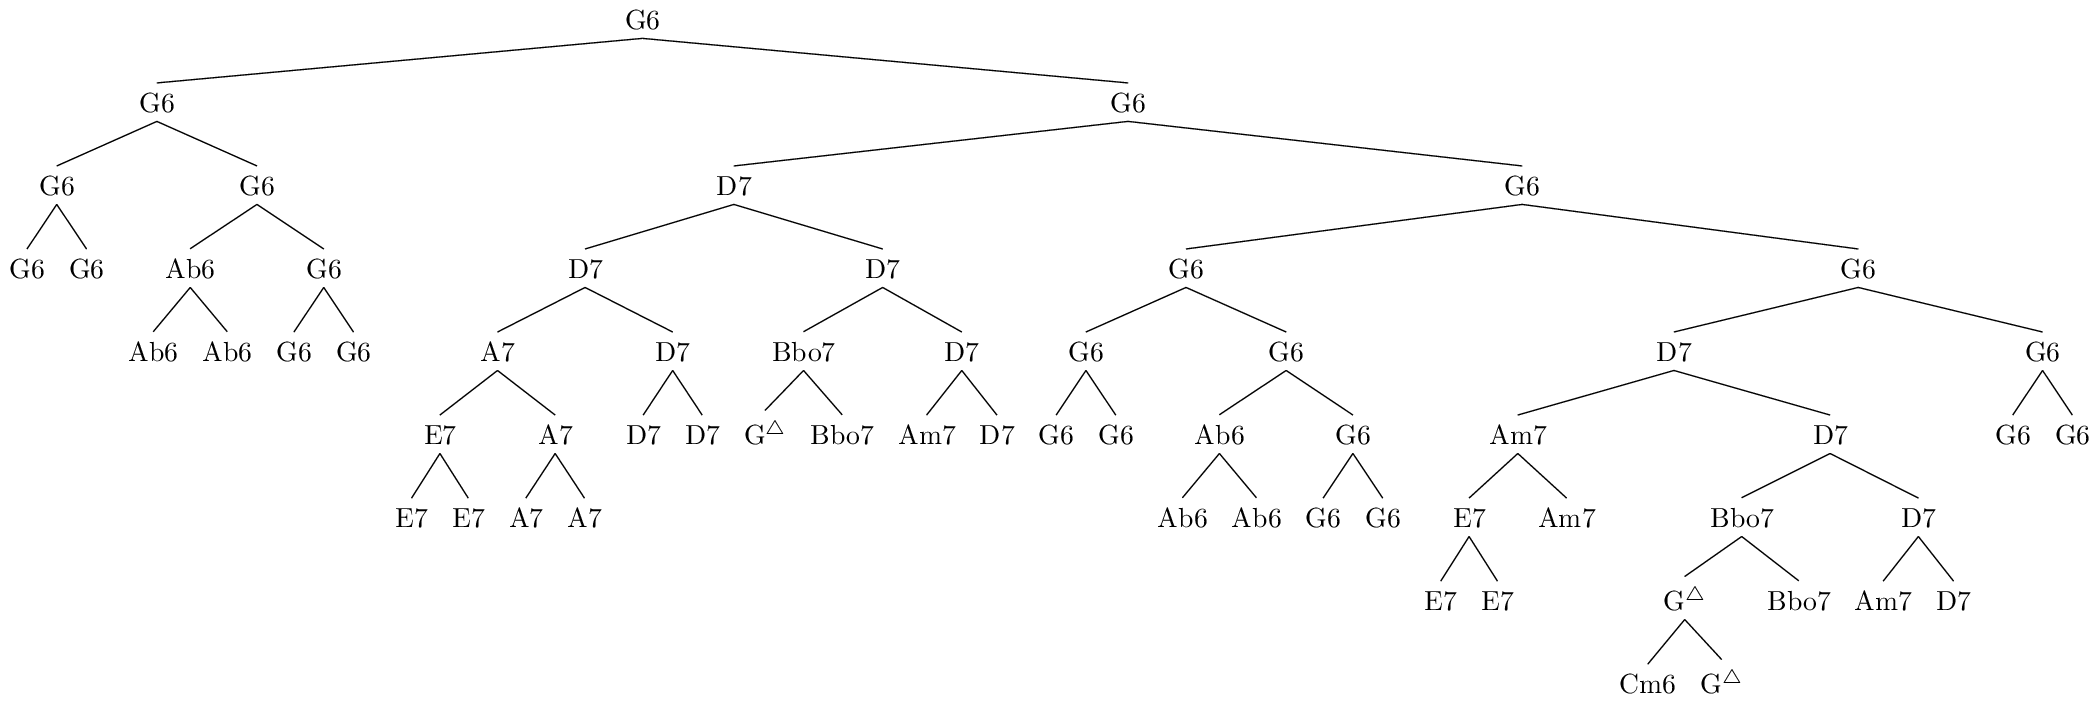 G6
G6 G6
G6 G6 D7 G6
G6 G6 Ab6 G6 D7 D7 G6 G6
Ab6 Ab6 G6 G6 A7 D7 Bbo7 D7 G6 G6 D7 G6
E7 A7 D7 D7 G△ Bbo7 Am7 D7 G6 G6 Ab6 G6 Am7 D7 G6 G6
E7 E7 A7 A7 Ab6 Ab6 G6 G6 E7 Am7 Bbo7 D7
E7 E7 G△ Bbo7 Am7 D7
Cm6 G△